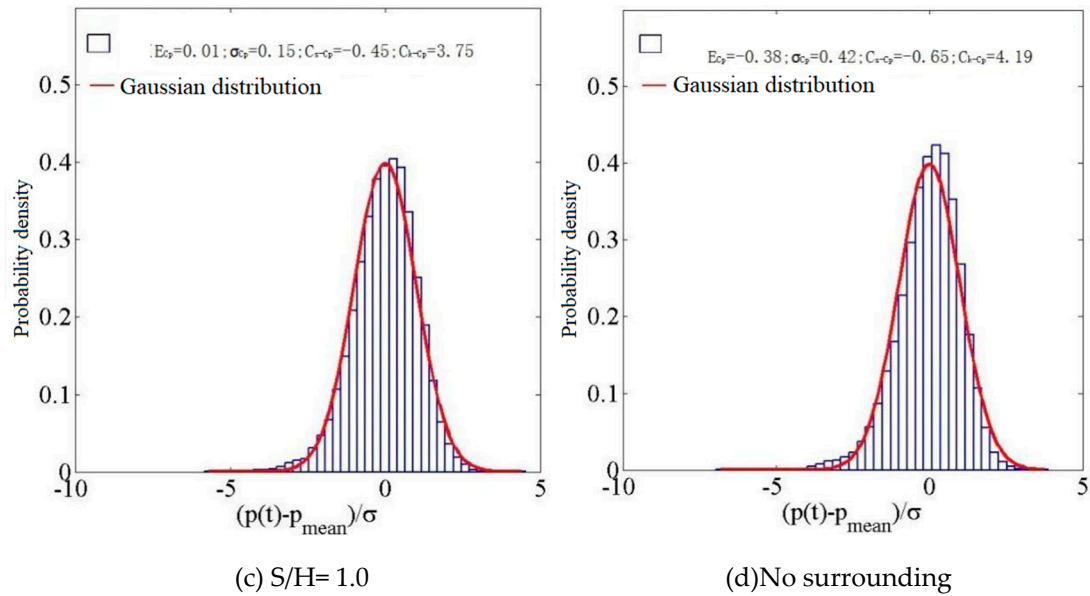 E𝖼ₚ=0.01;σ𝖼ₚ=0.15;Cₛ₋𝖼ₚ=-0.45;Cₖ₋𝖼ₚ=3.75
Gaussian distribution
0.5
0.4
0.3
0.2
0.1
0
Probability density
-10
-5
0
5
(p(t)-pmean)/σ
(c) S/H= 1.0
E𝖼ₚ=-0.38;σ𝖼ₚ=0.42;Cₛ₋𝖼ₚ=-0.65;Cₖ₋𝖼ₚ=4.19
Gaussian distribution
0.5
0.4
0.3
0.2
0.1
0
Probability density
-10
-5
0
5
(p(t)-pmean)/σ
(d)No surrounding